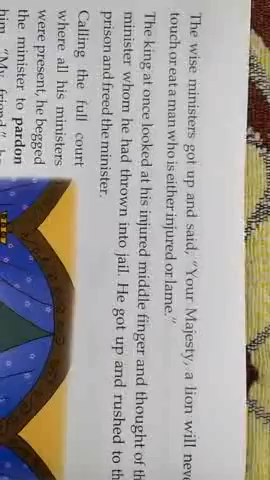 The wise ministers got up and said, "Your Majesty, a lion will
touch or eat a man who is either injured or lame."
The king at once looked at his injured middle finger and thought of
minister whom he had thrown into jail. He got up and rushed to
prison and freed the minister.
Calling the full court
where all his ministers
were present, he begged
the minister to pardon
him. "My friend,"